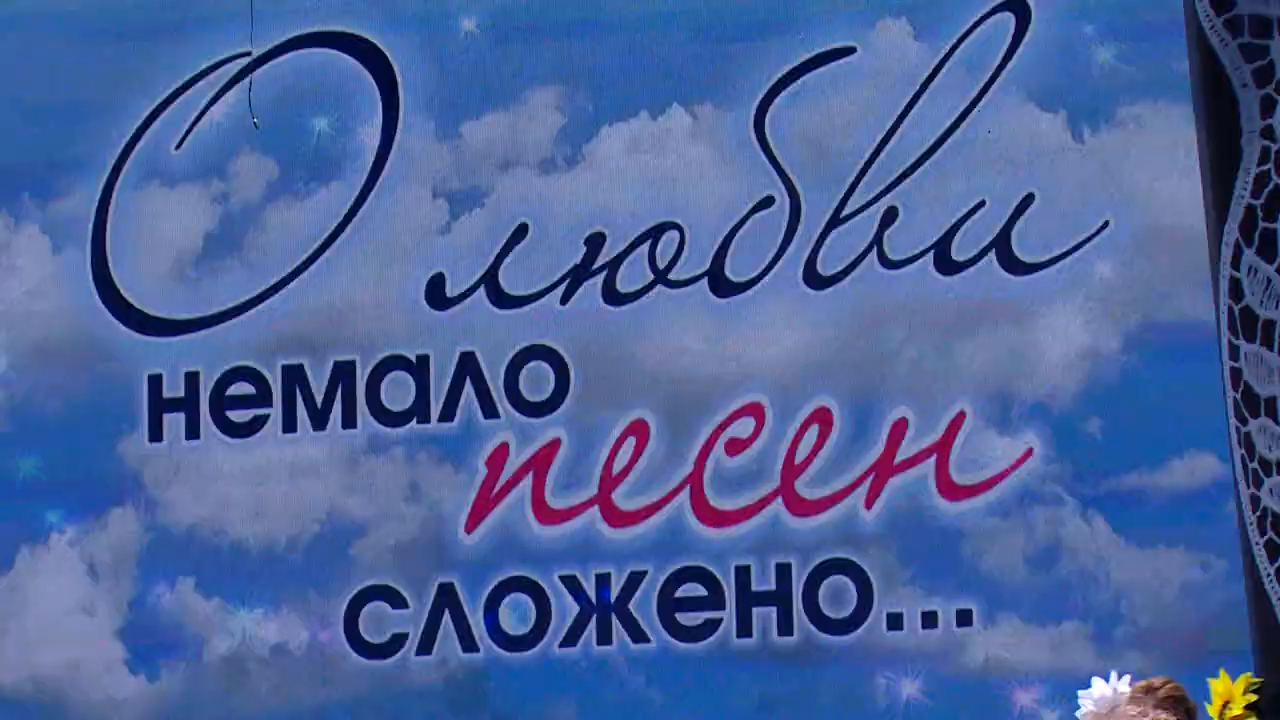 О любви
немало
песен
сложено...